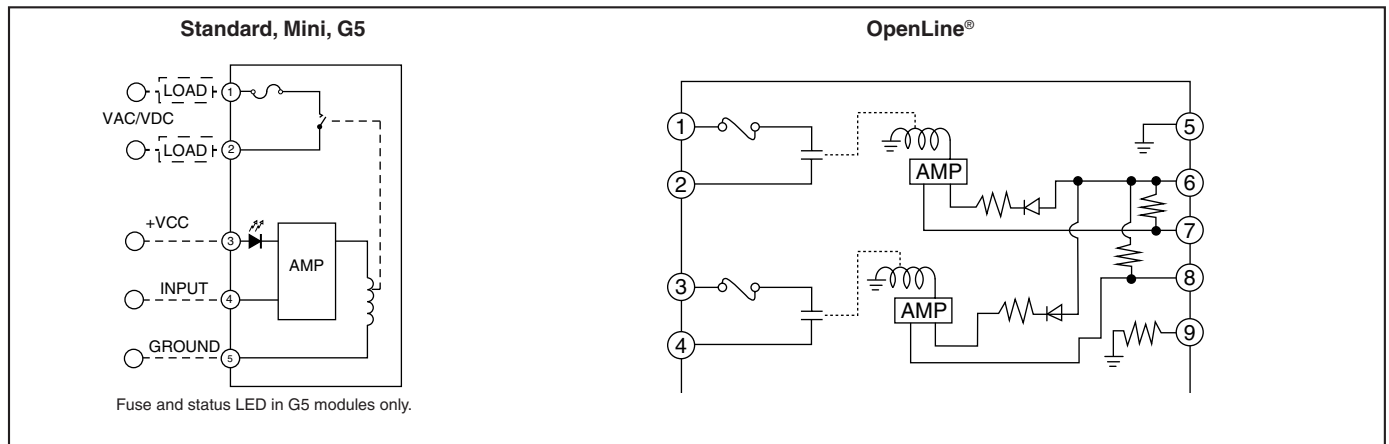 Standard, Mini, G5
LOAD
1
VAC/VDC
LOAD
2
+VCC
3
AMP
INPUT
4
GROUND
5
Fuse and status LED in G5 modules only.
OpenLine®
1
5
2
AMP
6
7
3
8
AMP
4
9